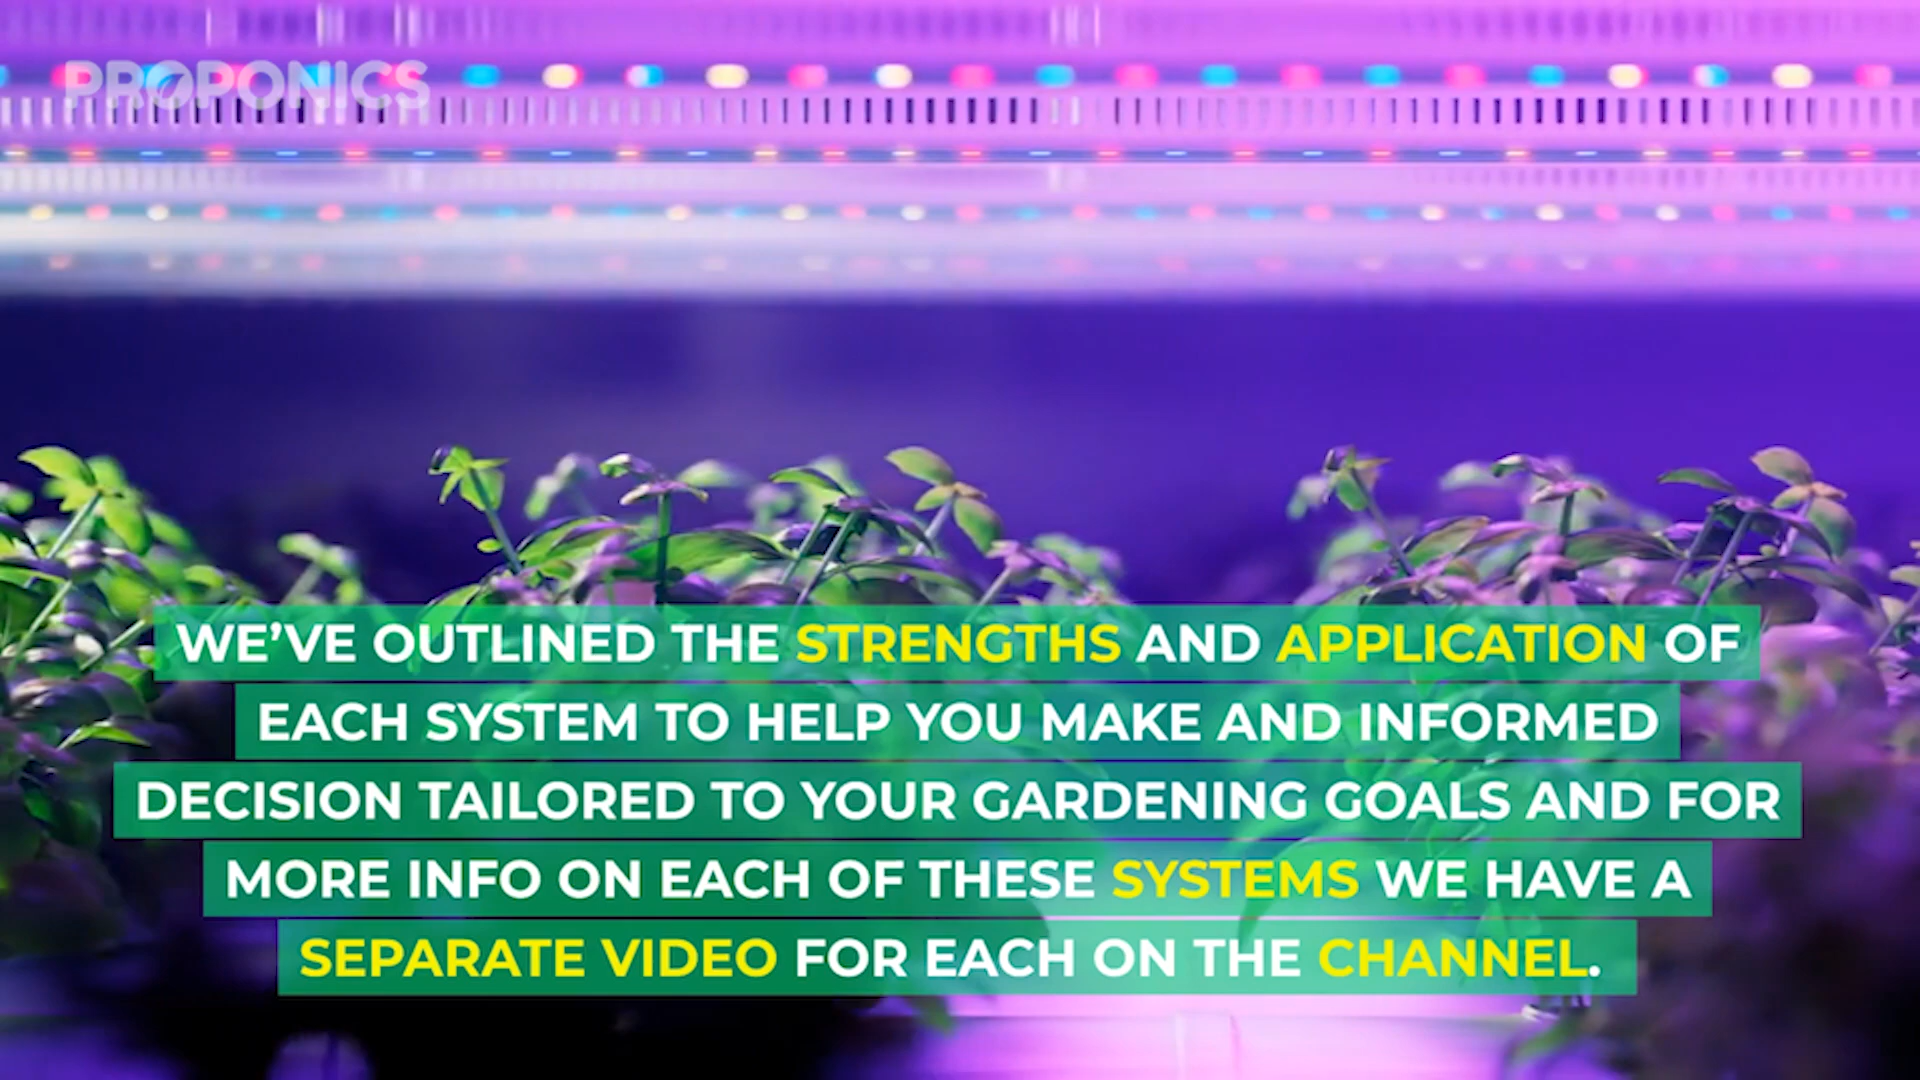 PROPONICS
WE’VE OUTLINED THE STRENGTHS AND APPLICATION OF
EACH SYSTEM TO HELP YOU MAKE AND INFORMED
DECISION TAILORED TO YOUR GARDENING GOALS AND FOR
MORE INFO ON EACH OF THESE SYSTEMS WE HAVE A
SEPARATE VIDEO FOR EACH ON THE CHANNEL.